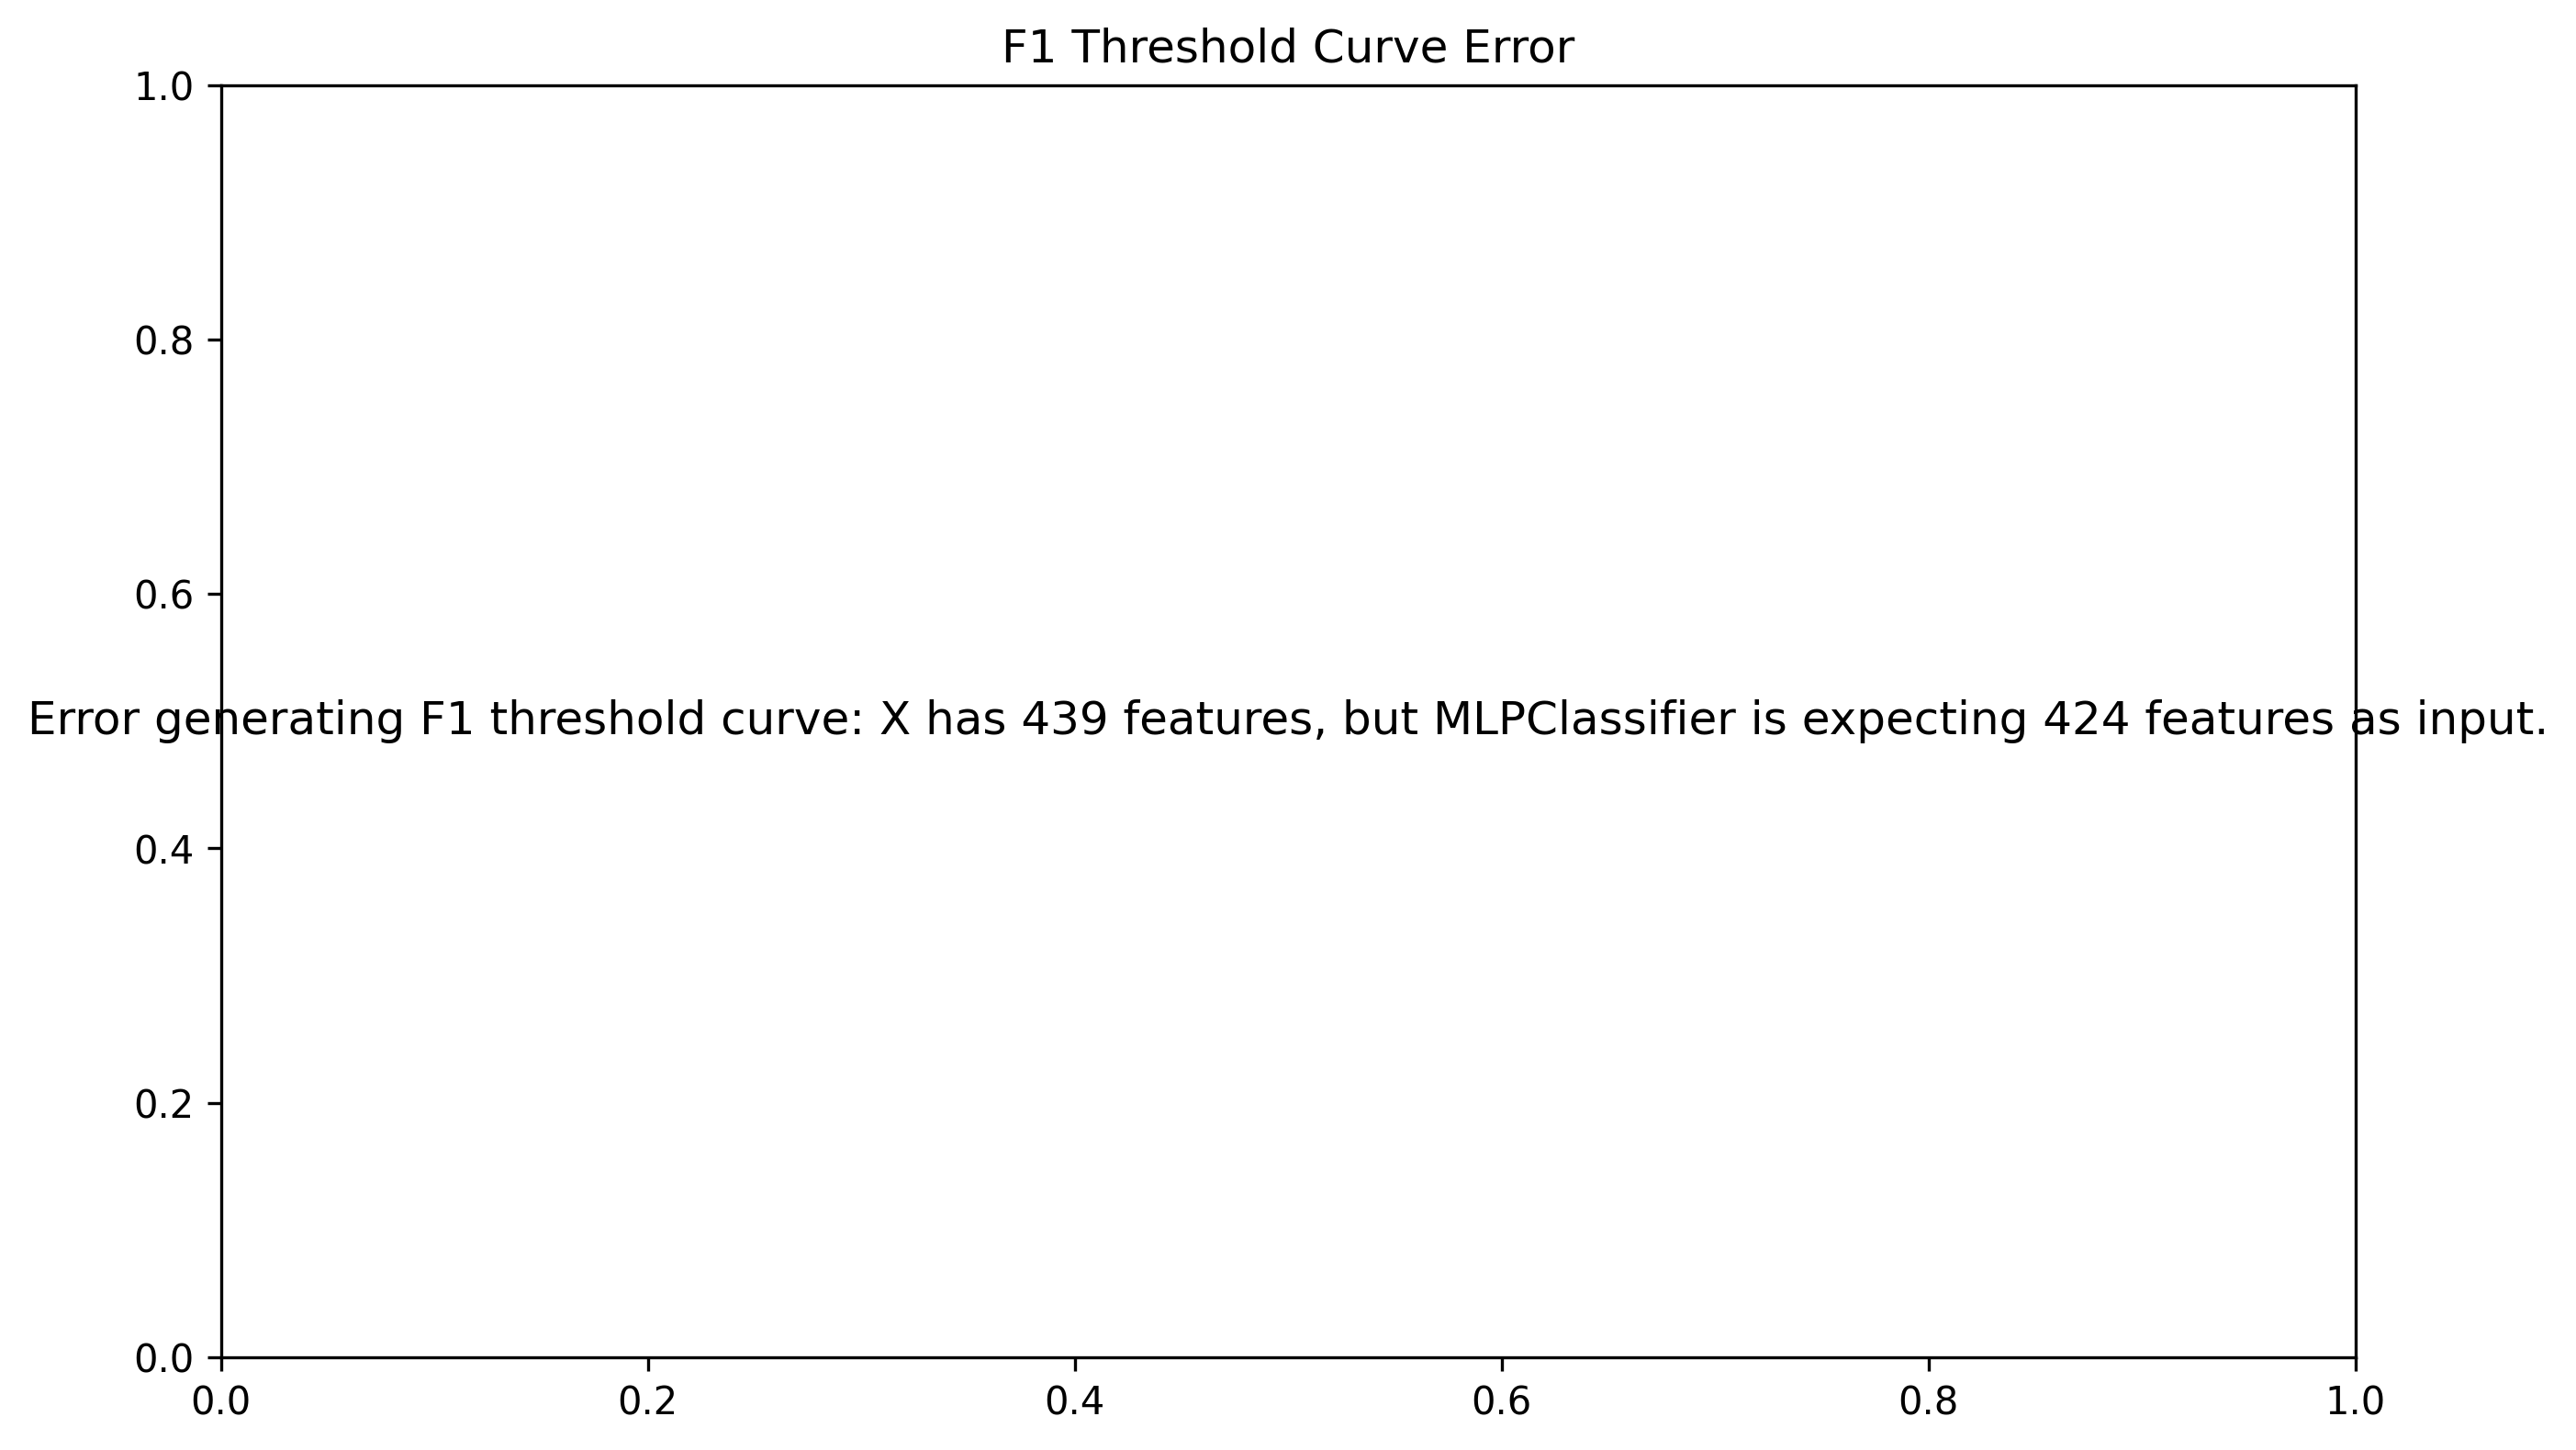 F1 Threshold Curve Error
1.0
0.8
0.6
Error generating F1 threshold curve: X has 439 features, but MLPClassifier is expecting 424 features as input.
0.4
0.2
0.0
0.0 0.2 0.4 0.6 0.8 1.0